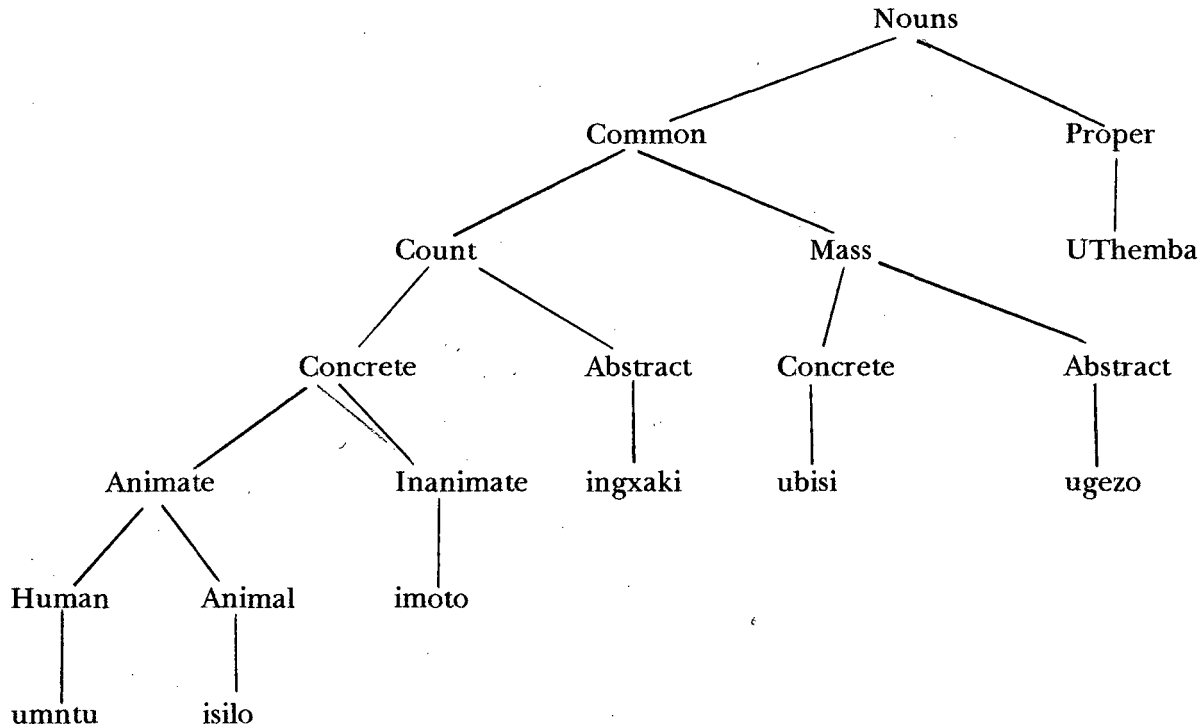 Nouns
Common Proper
Count Mass UThemba
Concrete Abstract Concrete Abstract
Animate Inanimate ingxaki ubisi ugezo
Human Animal imoto
umntu isilo